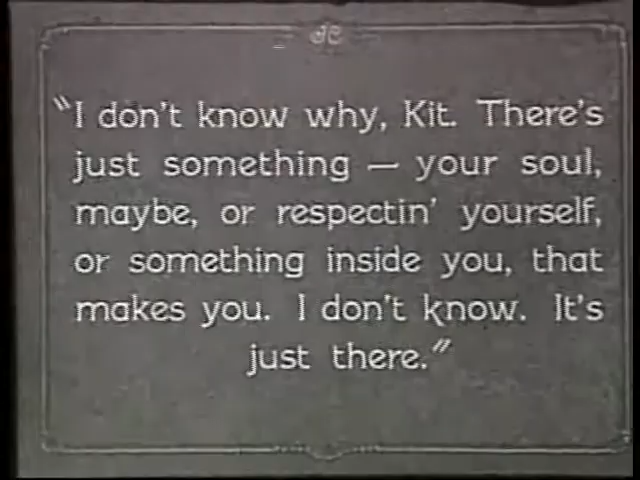 JC
"I don't know why, Kit. There's
just something — your soul,
maybe, or respectin' yourself,
or something inside you, that
makes you. I don't know. It's
just there."